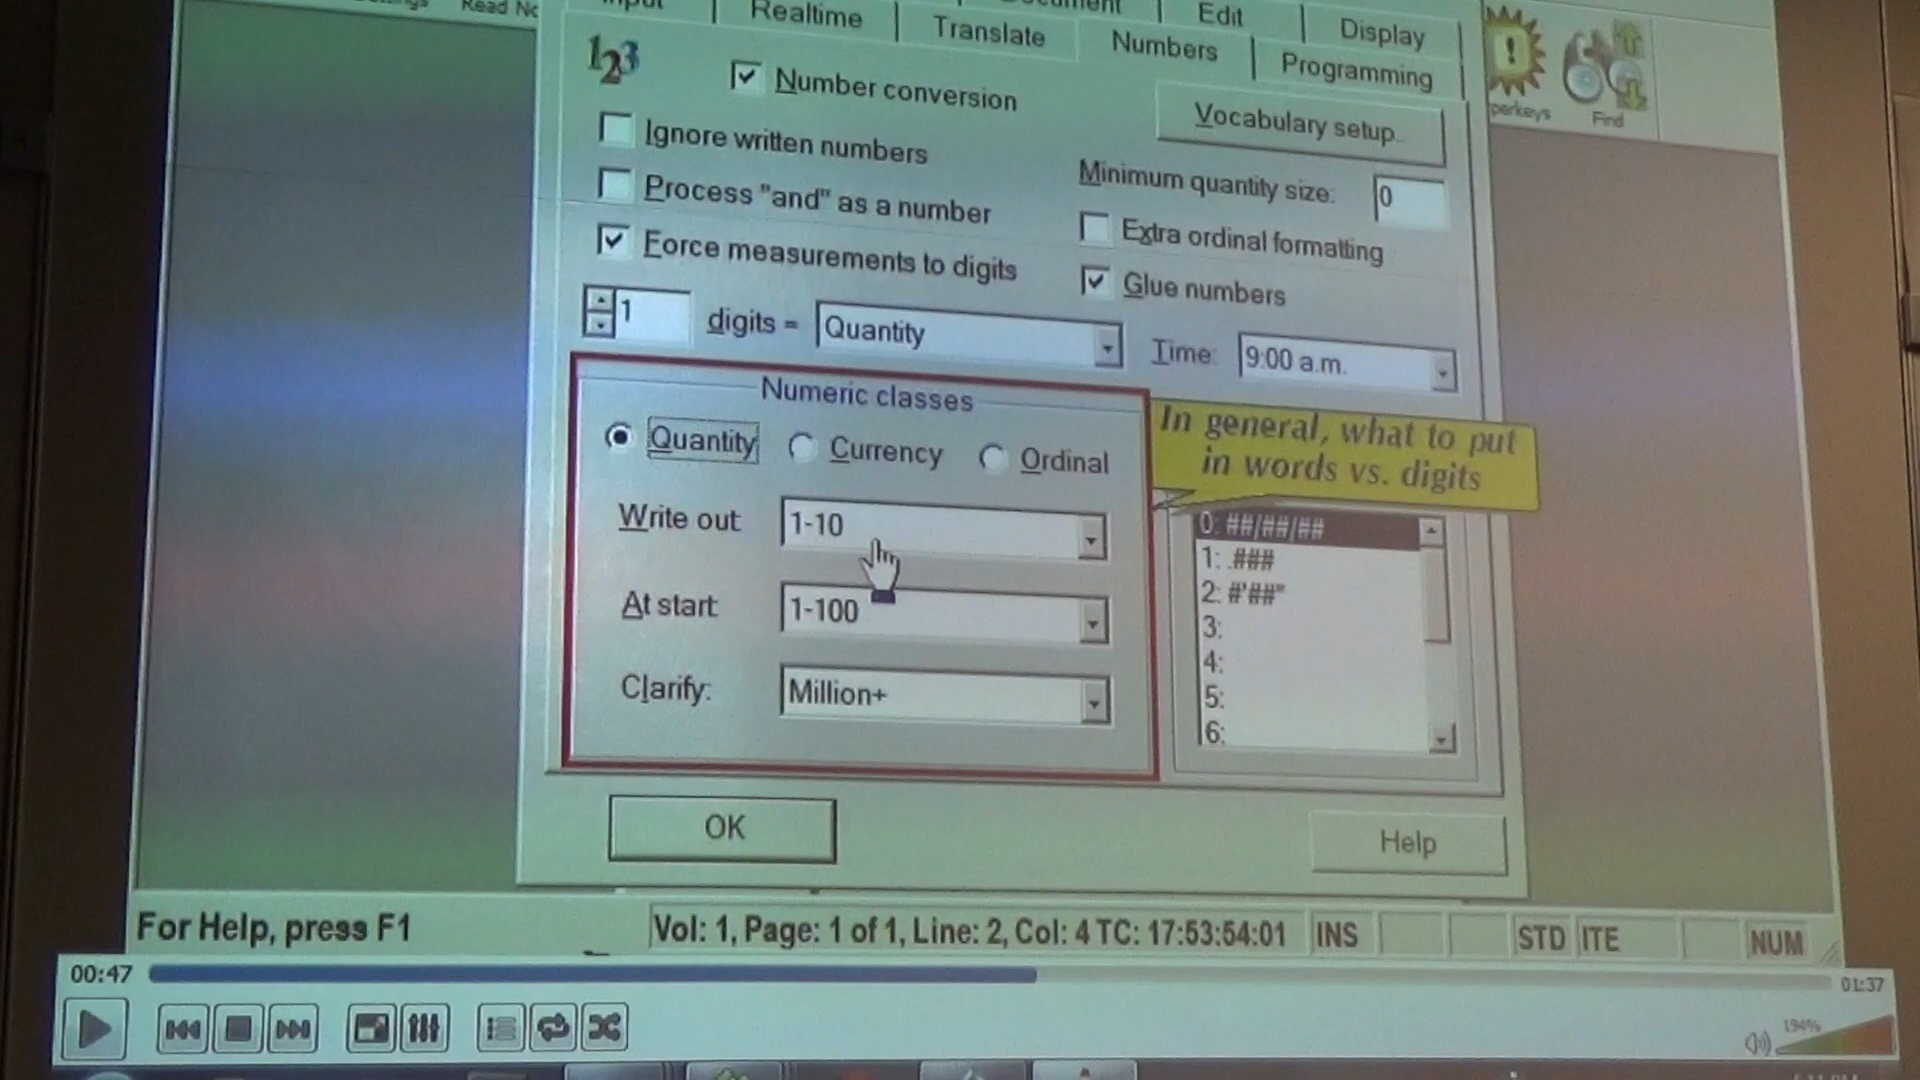 Read
Realtime
Edit
Display
Translate
Numbers
Programming
123
Number conversion
Vocabulary setup..
perkeys
Find
Ignore written numbers
Minimum quantity size: 0
Process "and" as a number
Extra ordinal formatting
Force measurements to digits
Glue numbers
1 digits = Quantity
Time: 9:00 a.m.
Numeric classes
Quantity Currency Ordinal
In general, what to put
in words vs. digits
Write out: 1-10
At start: 1-100
Clarify: Million+
0: ##/##/##
1: .###
2: #'##"
3:
4:
5:
6:
OK
Help
For Help, press F1
Vol: 1, Page: 1 of 1, Line: 2, Col: 4 TC: 17:53:54:01 INS STD ITE NUM
00:47
01:37
194%